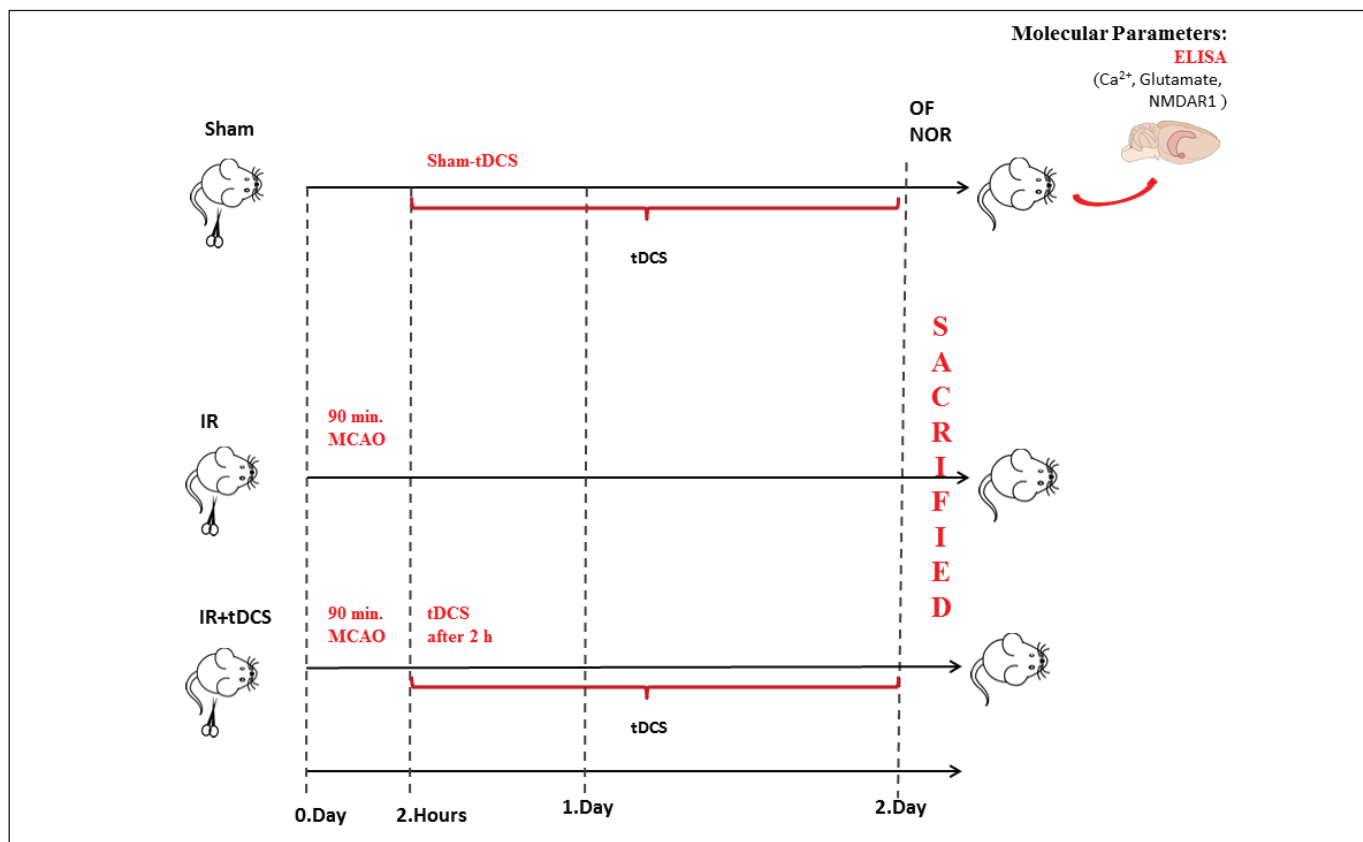 Molecular Parameters:
ELISA
(Ca²⁺, Glutamate,
NMDAR1 )
OF
NOR
Sham
Sham-tDCS
tDCS
SACRIFIED
IR
90 min.
MCAO
IR+tDCS
90 min.
MCAO
tDCS
after 2 h
tDCS
0.Day
2.Hours
1.Day
2.Day